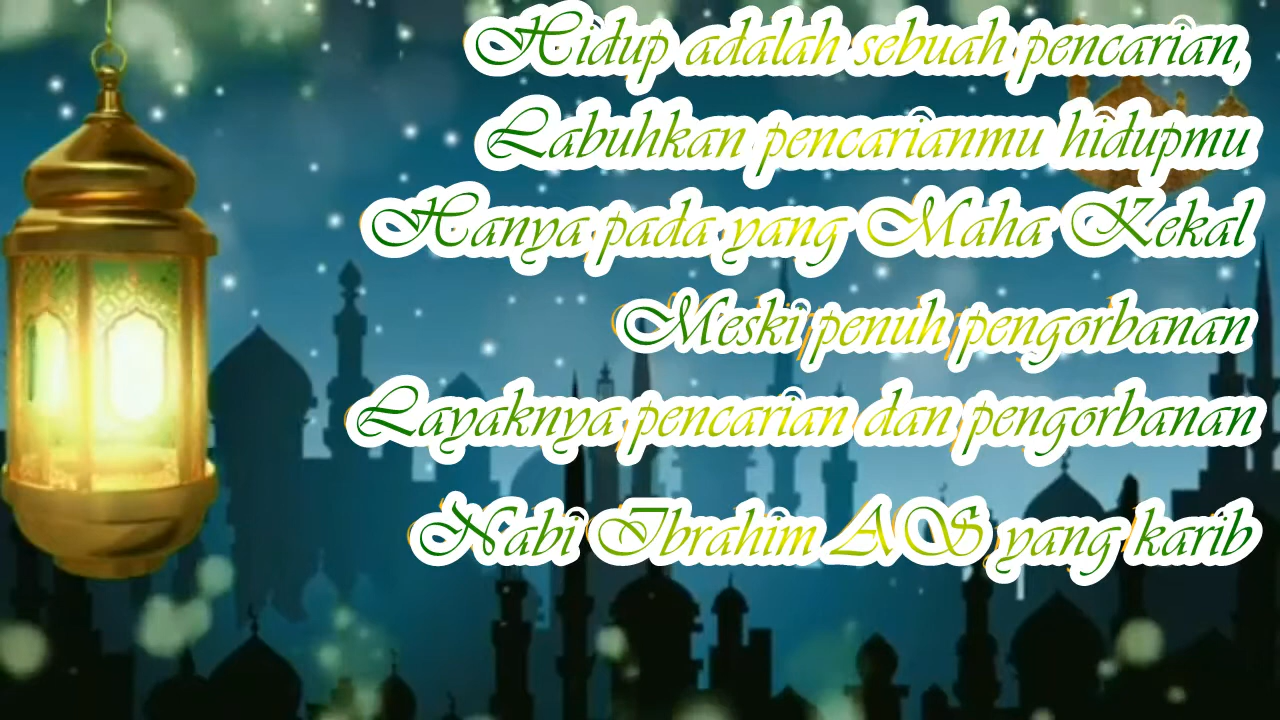 Hidup adalah sebuah pencarian,
Labuhkan pencarianmu hidupmu
Hanya pada yang Maha Kekal
Meski penuh pengorbanan
Layaknya pencarian dan pengorbanan
Nabi Ibrahim AS yang karib